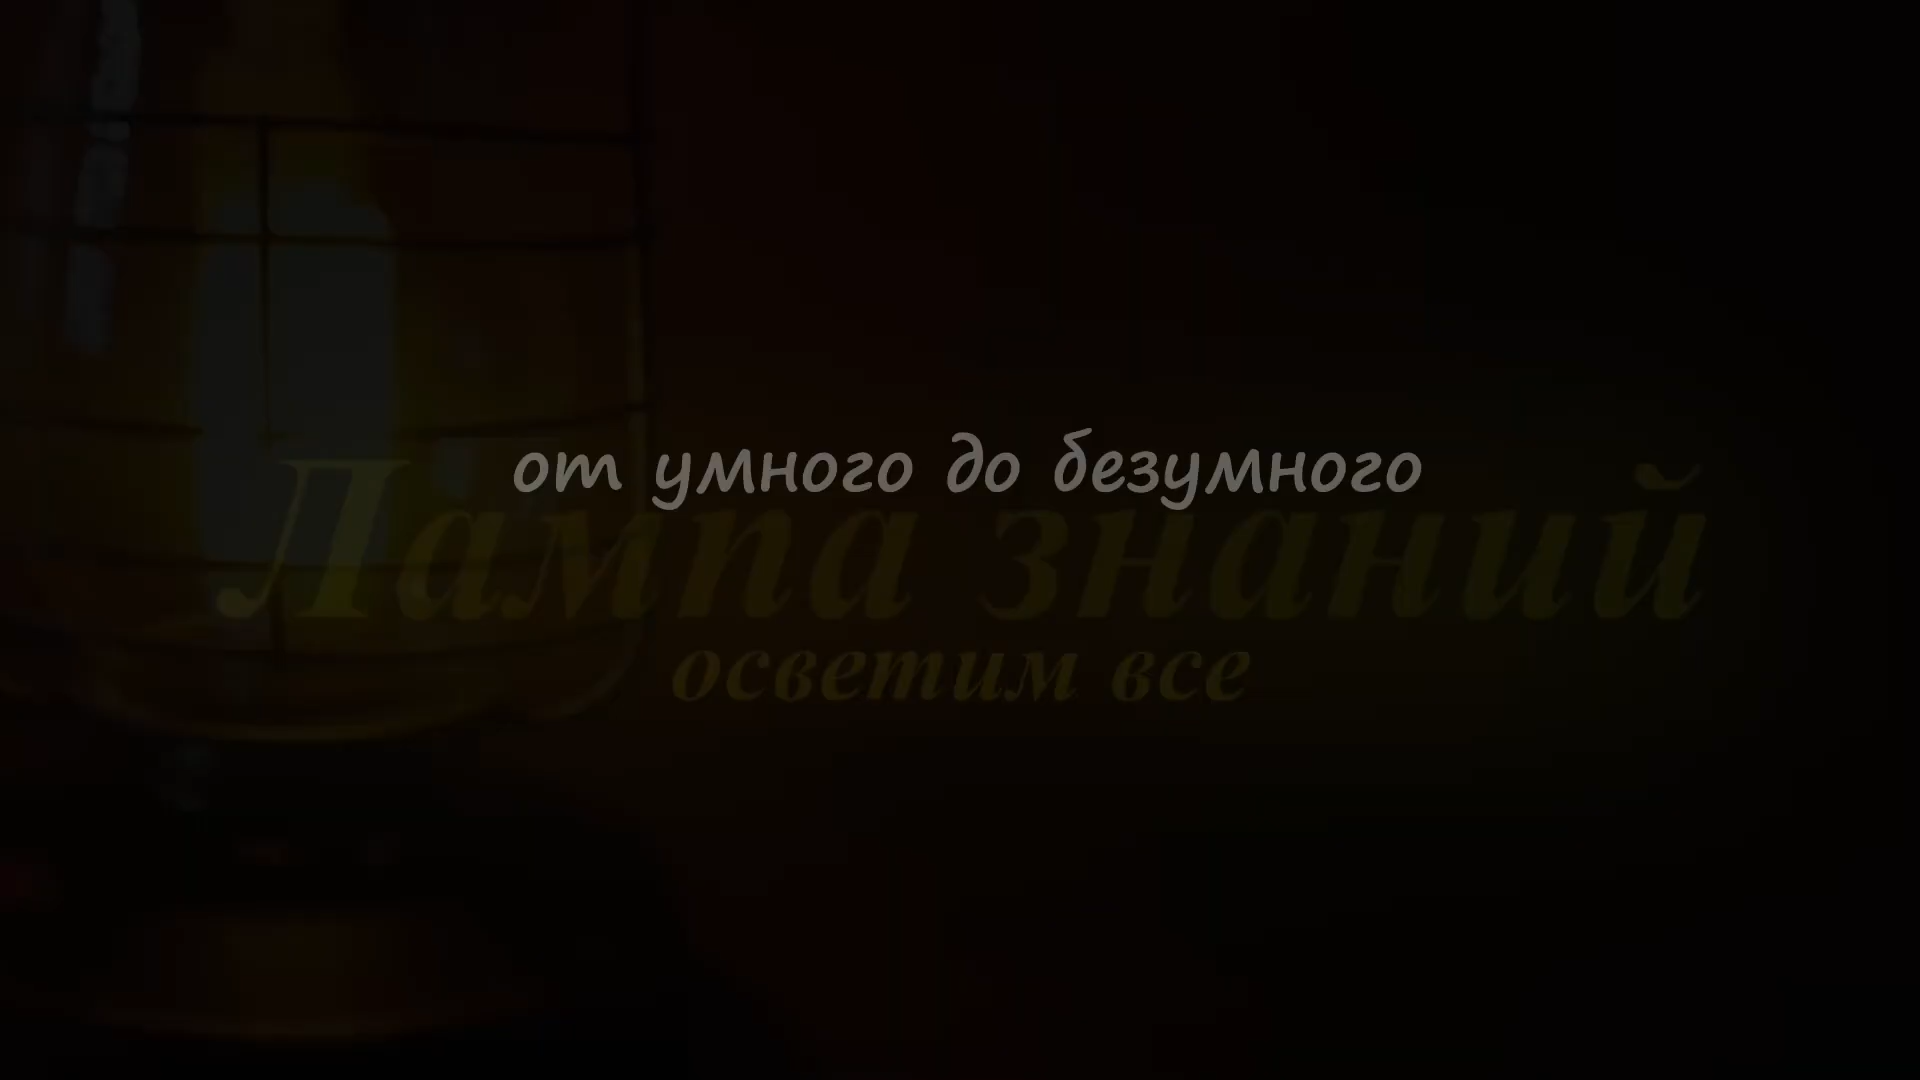 от умного до безумного
Лампа знаний
осветим все